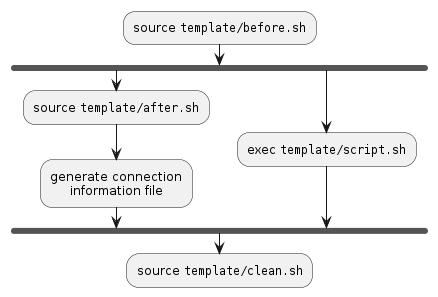 source template/before.sh
source template/after.sh
generate connection
information file
exec template/script.sh
source template/clean.sh